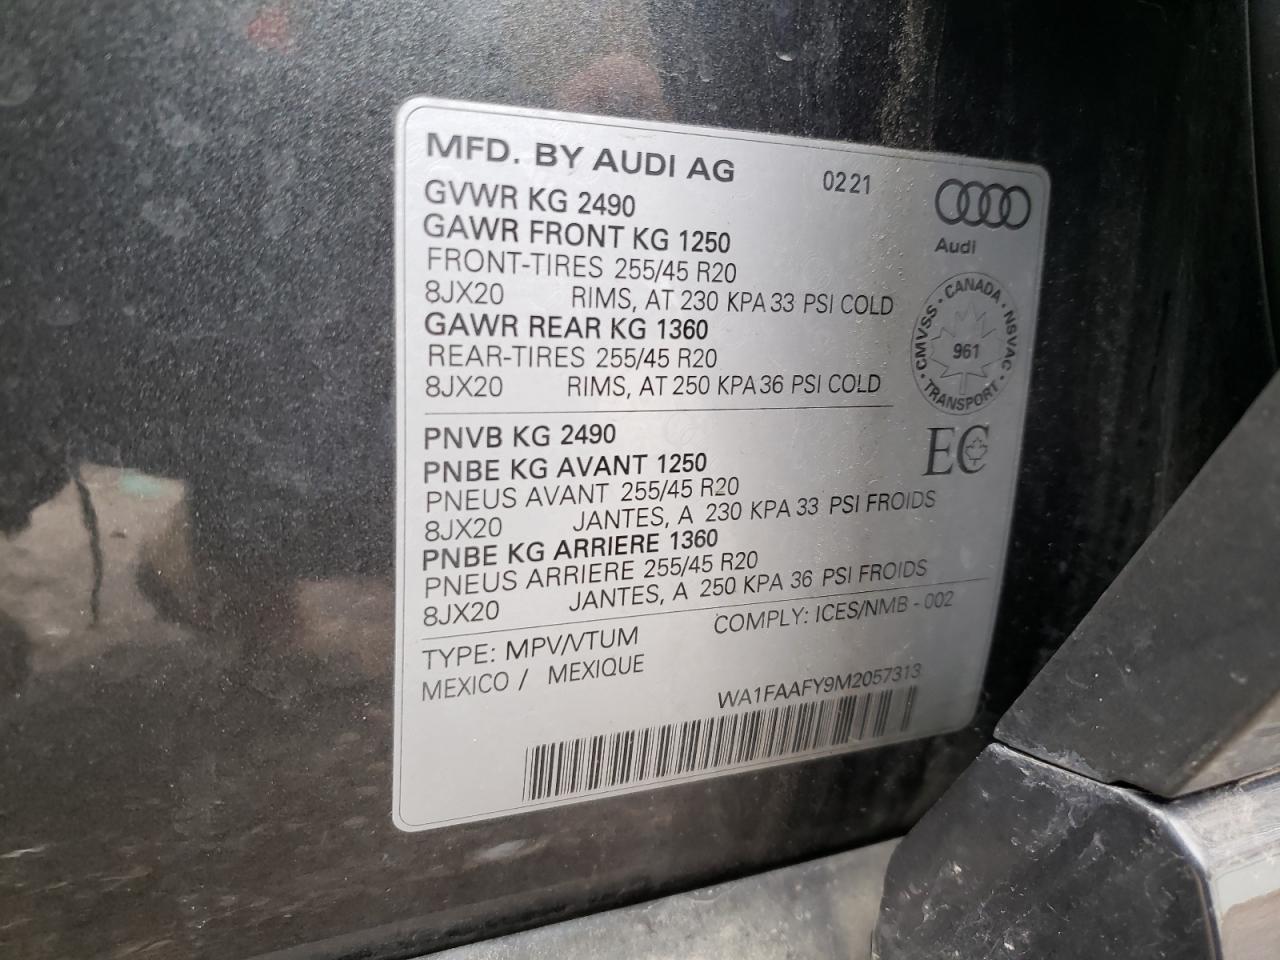 MFD. BY AUDI AG 0221
GVWR KG 2490
GAWR FRONT KG 1250
Audi
FRONT-TIRES 255/45 R20
8JX20 RIMS, AT 230 KPA 33 PSI COLD
GAWR REAR KG 1360
REAR-TIRES 255/45 R20
8JX20 RIMS, AT 250 KPA 36 PSI COLD
· CANADA · NSVAC · TRANSPORT · CMVSS
961
PNVB KG 2490
EC
PNBE KG AVANT 1250
PNEUS AVANT 255/45 R20
8JX20 JANTES, A 230 KPA 33 PSI FROIDS
PNBE KG ARRIERE 1360
PNEUS ARRIERE 255/45 R20
8JX20 JANTES, A 250 KPA 36 PSI FROIDS
TYPE: MPV/VTUM COMPLY: ICES/NMB - 002
MEXICO / MEXIQUE
WA1FAAFY9M2057313